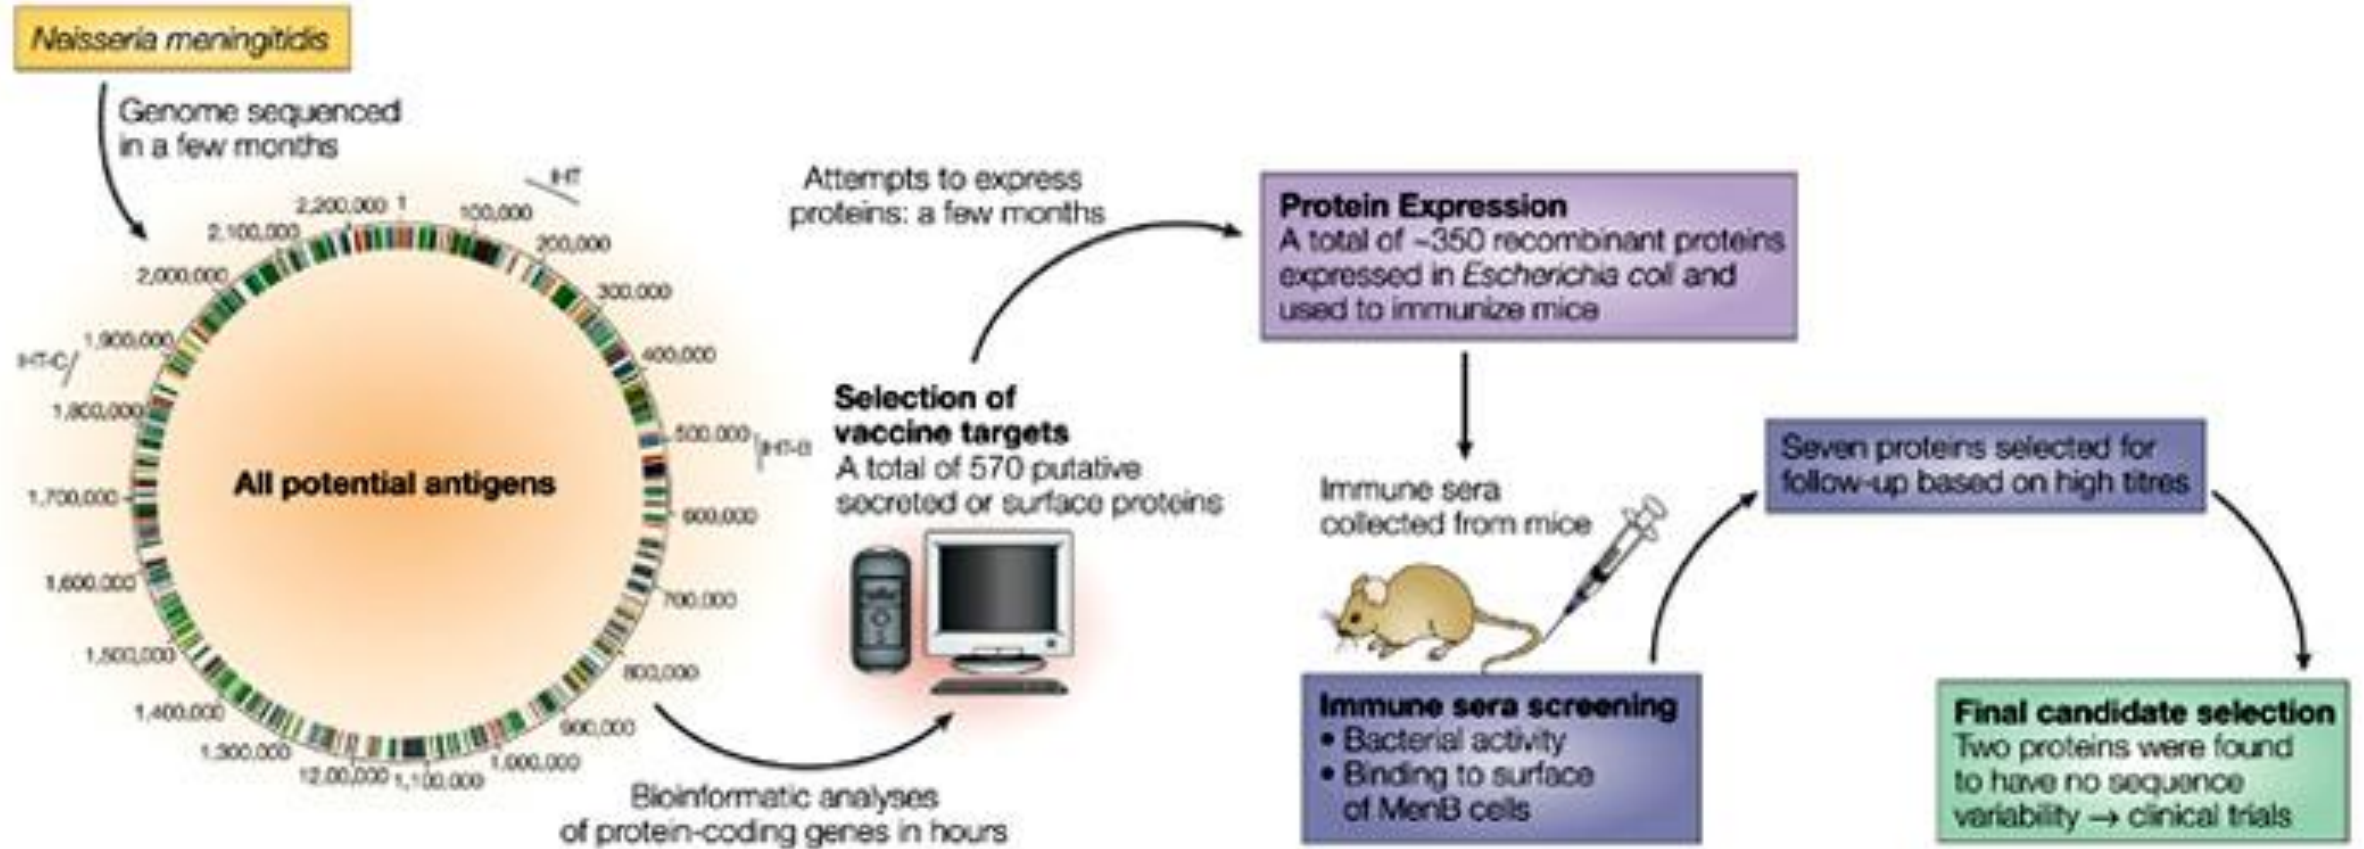 Neisseria meningitidis
Genome sequenced
in a few months
IHT
2,200,000
1
100,000
2,100,000
200,000
2,000,000
300,000
1,900,000
IHT-C
400,000
1,800,000
500,000
IHT-B
All potential antigens
1,700,000
600,000
1,600,000
700,000
1,500,000
800,000
1,400,000
900,000
1,300,000
1,000,000
12,00,000
1,100,000
Bioinformatic analyses
of protein-coding genes in hours
Selection of
vaccine targets
A total of 570 putative
secreted or surface proteins
Attempts to express
proteins: a few months
Protein Expression
A total of ~350 recombinant proteins
expressed in Escherichia coli and
used to immunize mice
Immune sera
collected from mice
Immune sera screening
• Bacterial activity
• Binding to surface
of MenB cells
Seven proteins selected for
follow-up based on high titres
Final candidate selection
Two proteins were found
to have no sequence
variability → clinical trials